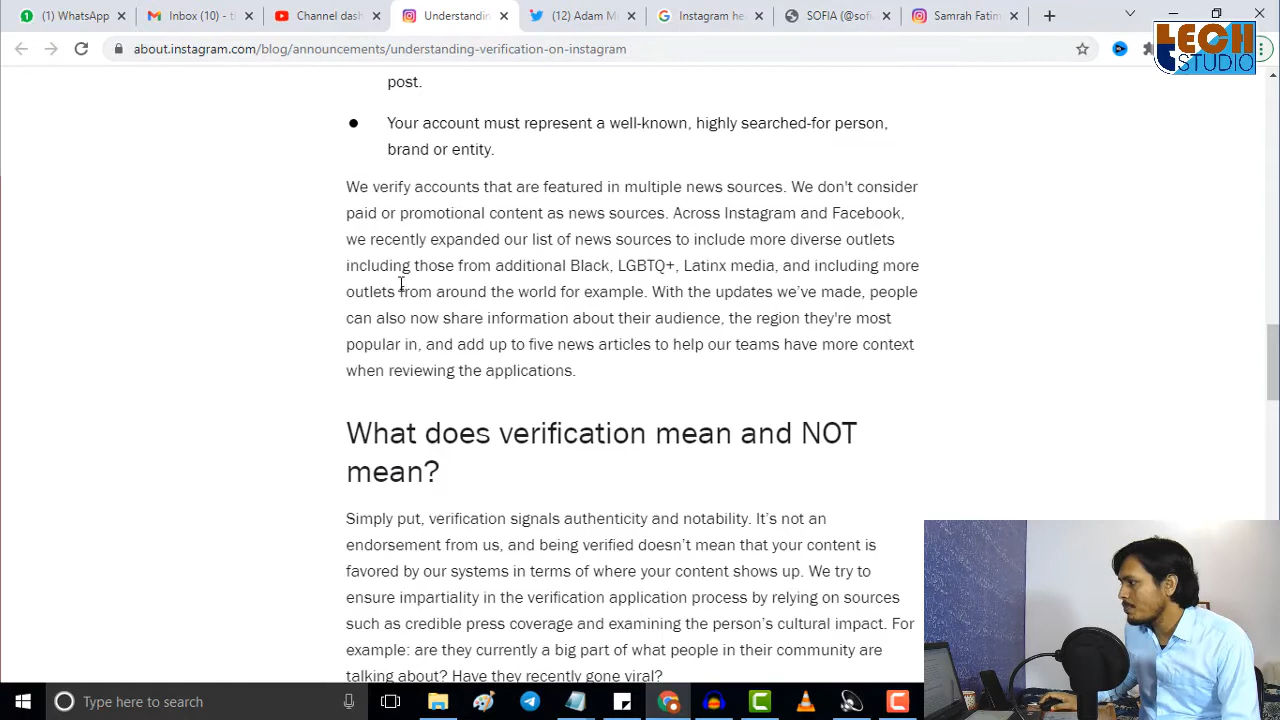 (1) WhatsApp
Inbox (10) - ti
Channel dash
Understandin
(12) Adam M
Instagram he
SOFIA (@sofi
Samrah Fatim
about.instagram.com/blog/announcements/understanding-verification-on-instagram
LECH
STUDIO
post.
● Your account must represent a well-known, highly searched-for person,
brand or entity.
We verify accounts that are featured in multiple news sources. We don't consider
paid or promotional content as news sources. Across Instagram and Facebook,
we recently expanded our list of news sources to include more diverse outlets
including those from additional Black, LGBTQ+, Latinx media, and including more
outlets from around the world for example. With the updates we've made, people
can also now share information about their audience, the region they're most
popular in, and add up to five news articles to help our teams have more context
when reviewing the applications.
What does verification mean and NOT
mean?
Simply put, verification signals authenticity and notability. It's not an
endorsement from us, and being verified doesn't mean that your content is
favored by our systems in terms of where your content shows up. We try to
ensure impartiality in the verification application process by relying on sources
such as credible press coverage and examining the person's cultural impact. For
example: are they currently a big part of what people in their community are
talking about? Have they recently gone viral?
Type here to search